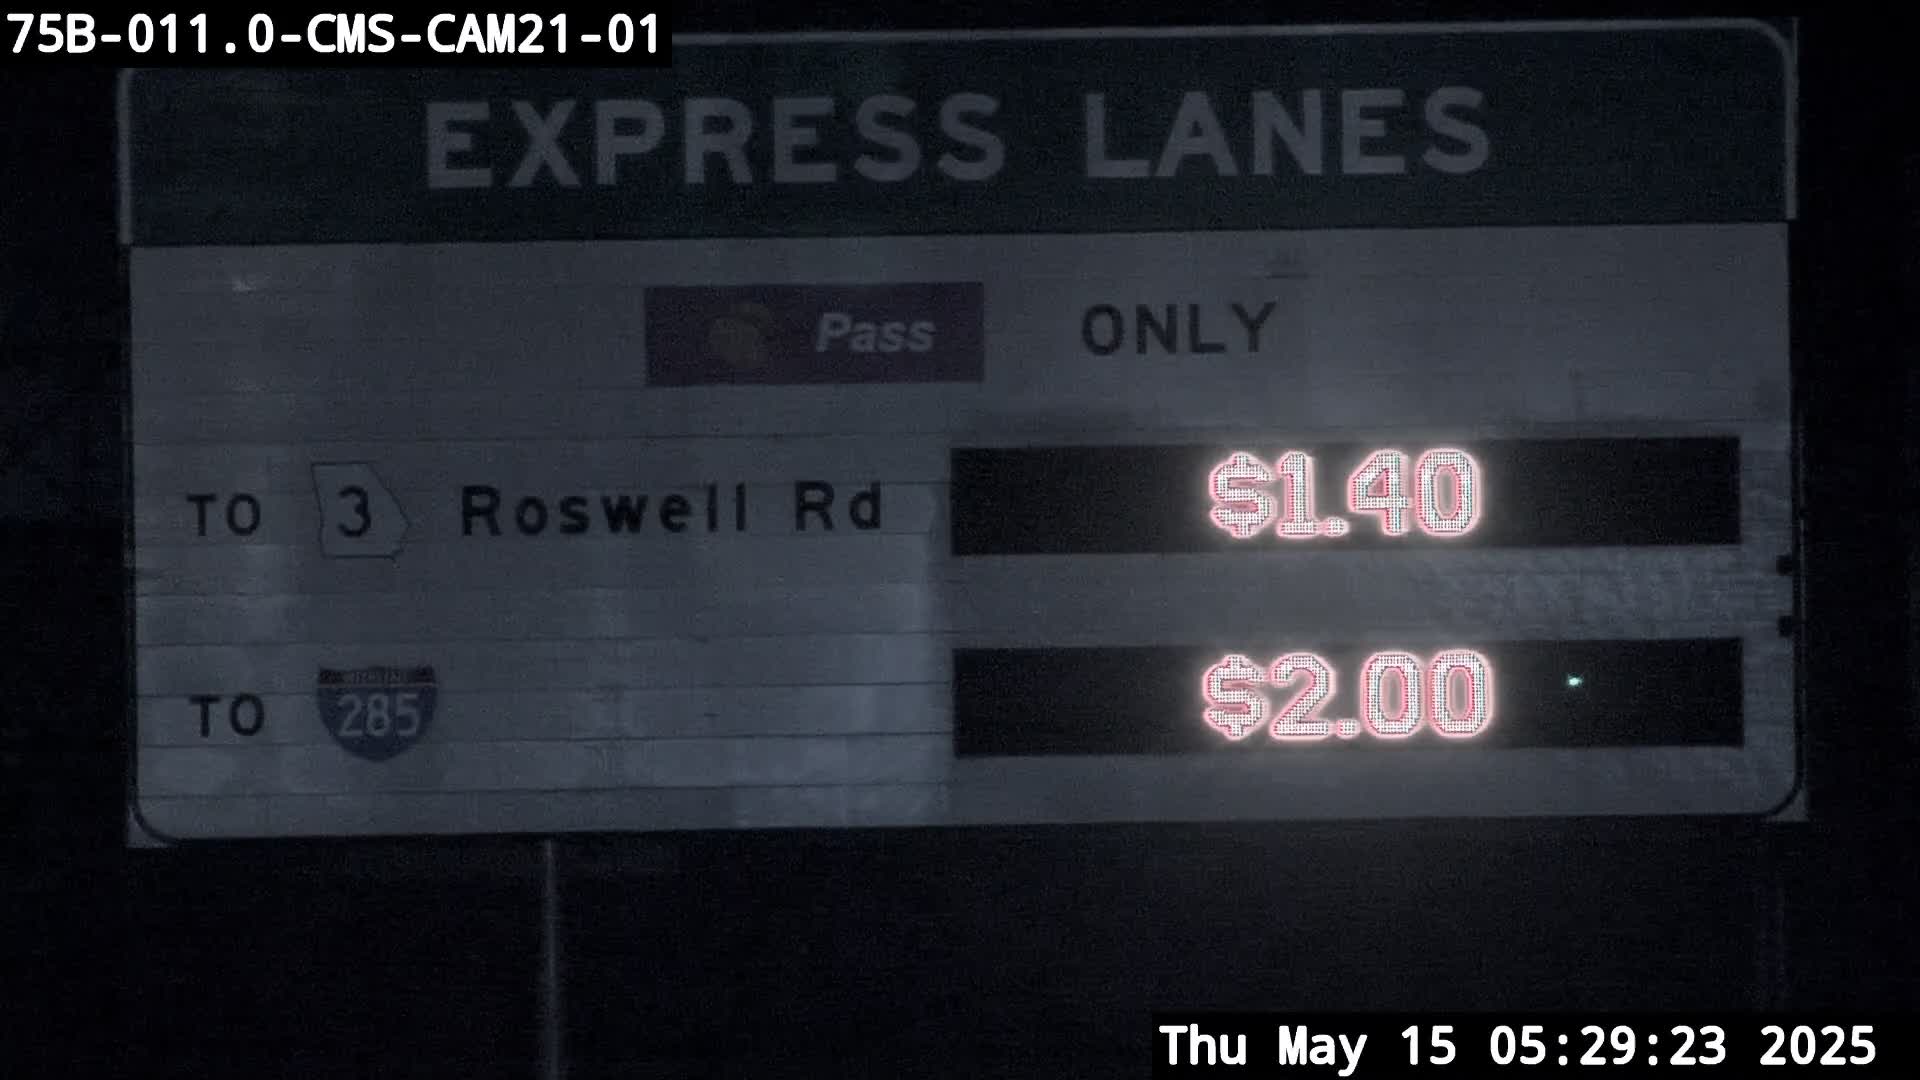 75B-011.0-CMS-CAM21-01
EXPRESS LANES
Pass ONLY
TO 3 Roswell Rd $1.40
TO 285 $2.00
Thu May 15 05:29:23 2025